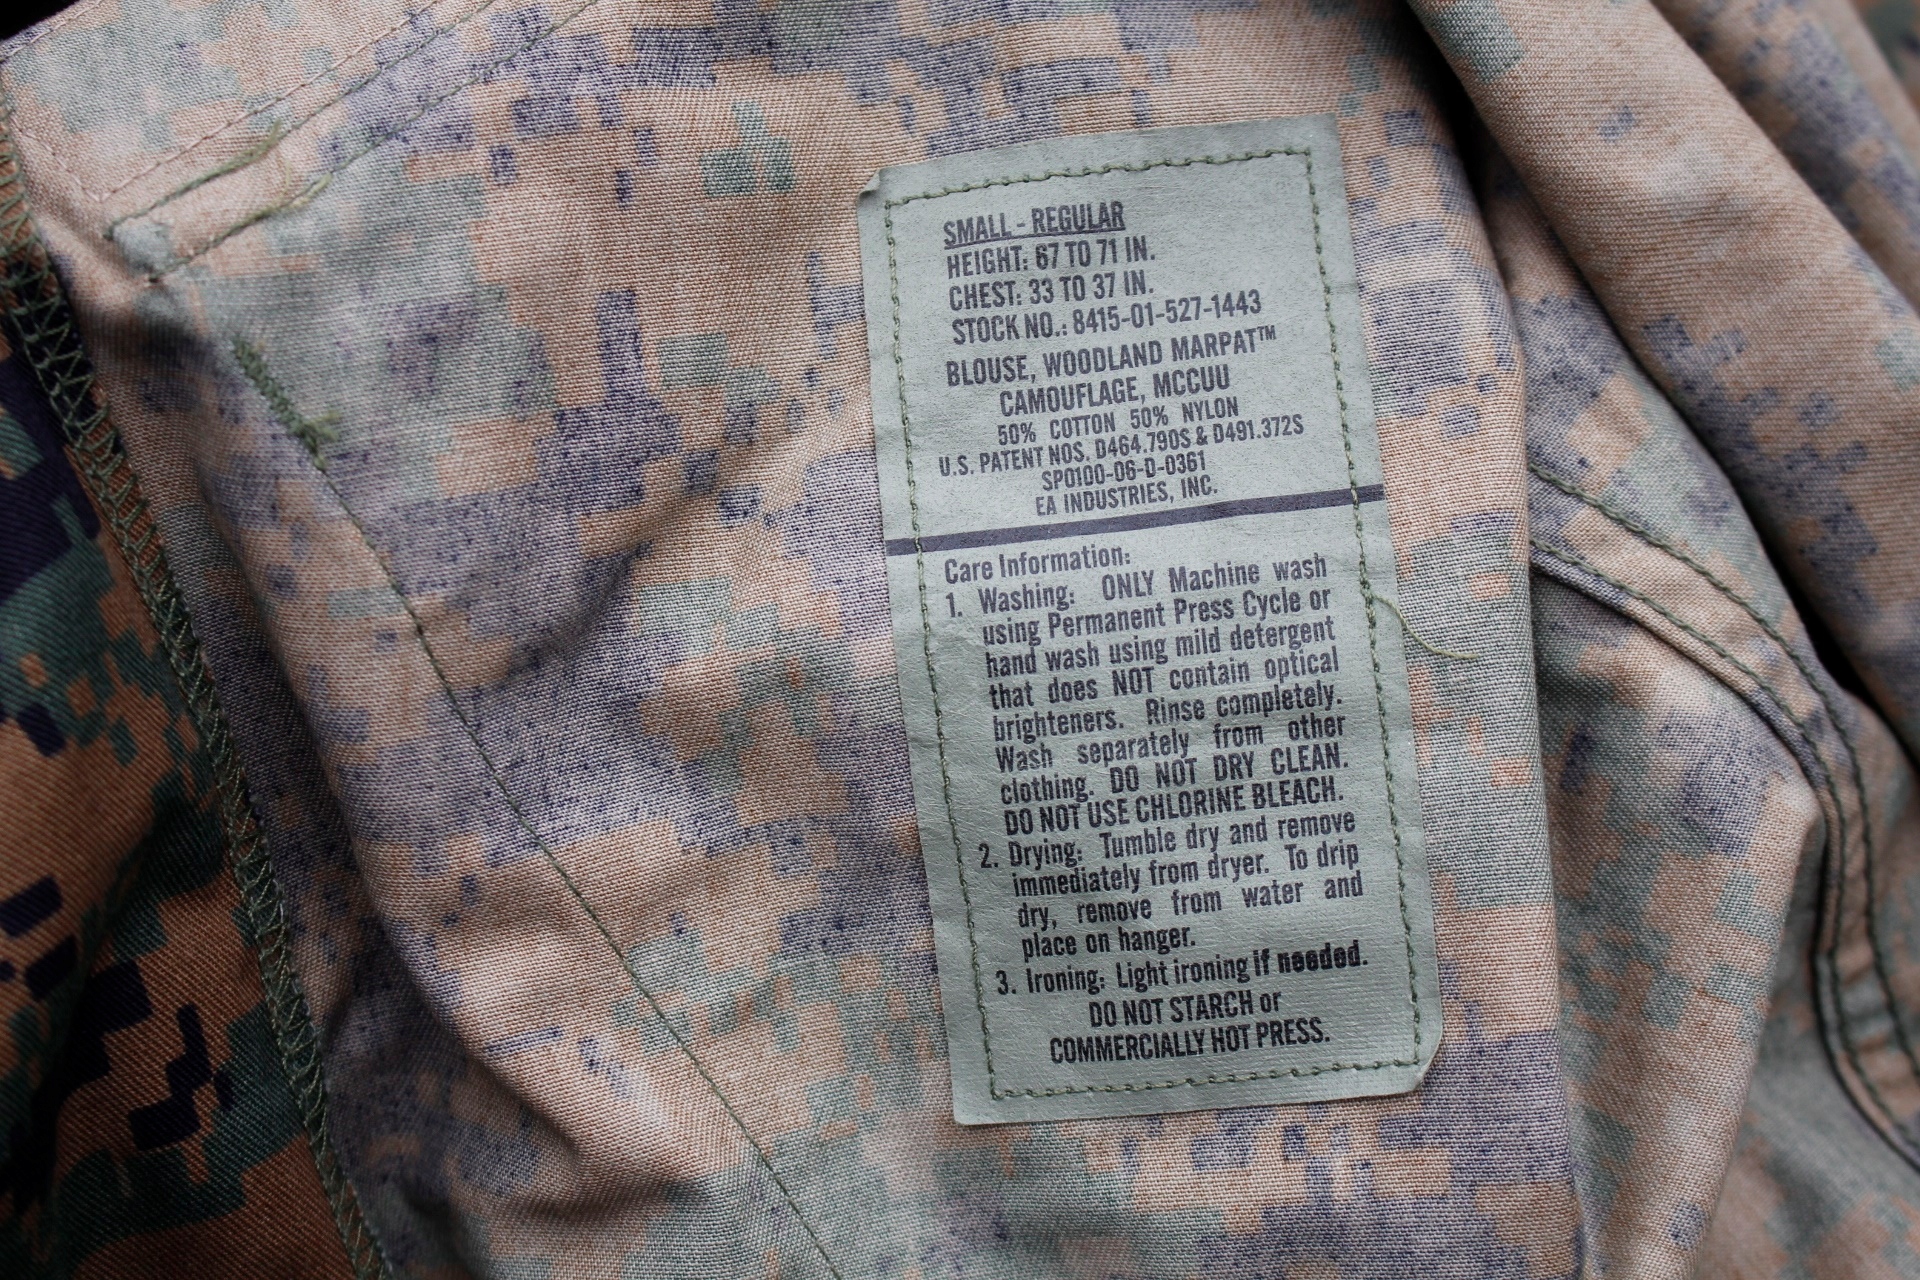 SMALL - REGULAR
HEIGHT: 67 TO 71 IN.
CHEST: 33 TO 37 IN.
STOCK NO.: 8415-01-527-1443
BLOUSE, WOODLAND MARPAT™
CAMOUFLAGE, MCCUU
50% COTTON 50% NYLON
U.S. PATENT NOS. D464.790S & D491.372S
SPO100-06-D-0361
EA INDUSTRIES, INC.
Care Information:
1. Washing: ONLY Machine wash
using Permanent Press Cycle or
hand wash using mild detergent
that does NOT contain optical
brighteners. Rinse completely.
Wash separately from other
clothing. DO NOT DRY CLEAN.
DO NOT USE CHLORINE BLEACH.
2. Drying: Tumble dry and remove
immediately from dryer. To drip
dry, remove from water and
place on hanger.
3. Ironing: Light ironing if needed.
DO NOT STARCH or
COMMERCIALLY HOT PRESS.